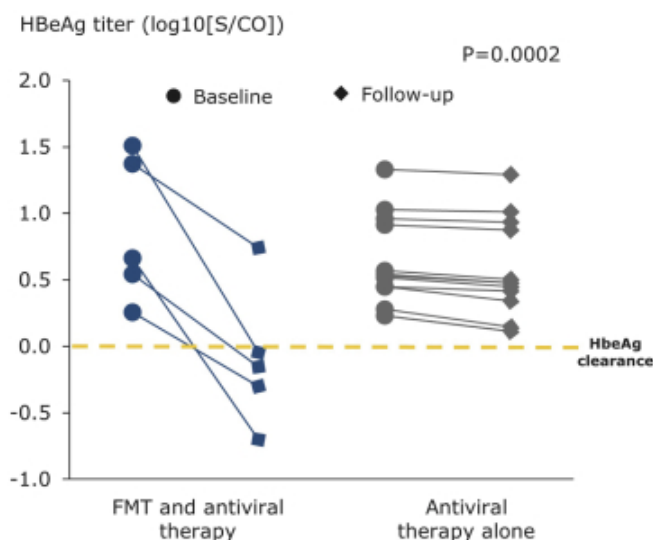 HBeAg titer (log10[S/CO])
P=0.0002
2.0
Baseline
Follow-up
1.5
1.0
0.5
0.0
HbeAg
clearance
-0.5
-1.0
FMT and antiviral
therapy
Antiviral
therapy alone